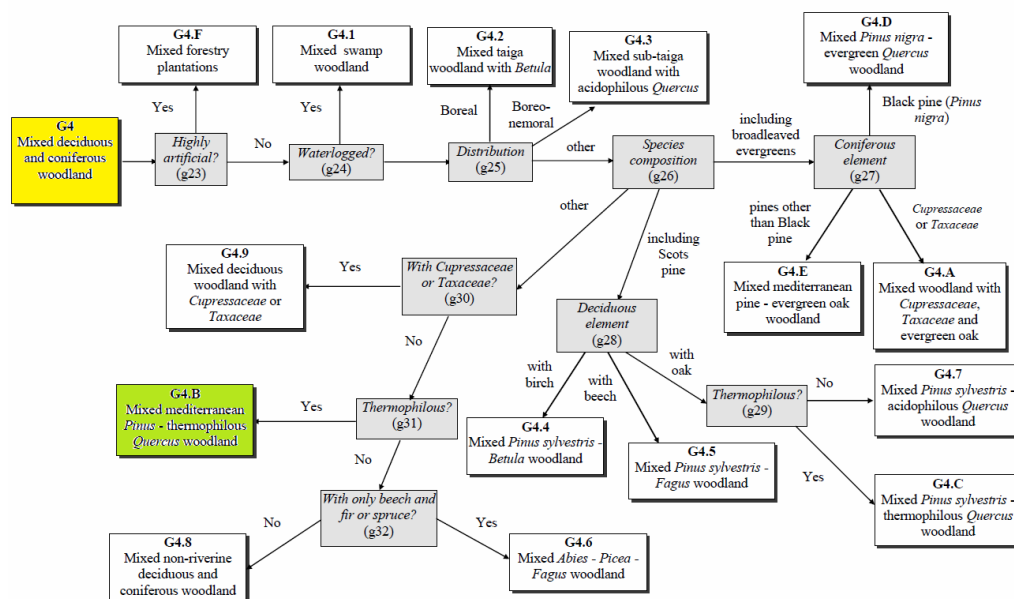 G4.F
Mixed forestry
plantations
G4.1
Mixed swamp
woodland
G4.2
Mixed taiga
woodland with Betula
G4.3
Mixed sub-taiga
woodland with
acidophilous Quercus
G4.D
Mixed Pinus nigra -
evergreen Quercus
woodland
Yes
Yes
Boreal
Boreo-
nemoral
Black pine (Pinus
nigra)
G4
Mixed deciduous
and coniferous
woodland
Highly
artificial?
(g23)
No
Waterlogged?
(g24)
Distribution
(g25)
other
Species
composition
(g26)
including
broadleaved
evergreens
Coniferous
element
(g27)
other
including
Scots
pine
pines other
than Black
pine
Cupressaceae
or Taxaceae
G4.9
Mixed deciduous
woodland with
Cupressaceae or
Taxaceae
Yes
With Cupressaceae
or Taxaceae?
(g30)
G4.E
Mixed mediterranean
pine - evergreen oak
woodland
G4.A
Mixed woodland with
Cupressaceae,
Taxaceae and
evergreen oak
Deciduous
element
(g28)
No
with
birch
with
beech
with
oak
G4.B
Mixed mediterranean
Pinus - thermophilous
Quercus woodland
Yes
Thermophilous?
(g31)
Thermophilous?
(g29)
No
G4.7
Mixed Pinus sylvestris -
acidophilous Quercus
woodland
G4.4
Mixed Pinus sylvestris -
Betula woodland
G4.5
Mixed Pinus sylvestris -
Fagus woodland
Yes
G4.C
Mixed Pinus sylvestris -
thermophilous Quercus
woodland
No
With only beech and
fir or spruce?
(g32)
No
Yes
G4.8
Mixed non-riverine
deciduous and
coniferous woodland
G4.6
Mixed Abies - Picea -
Fagus woodland